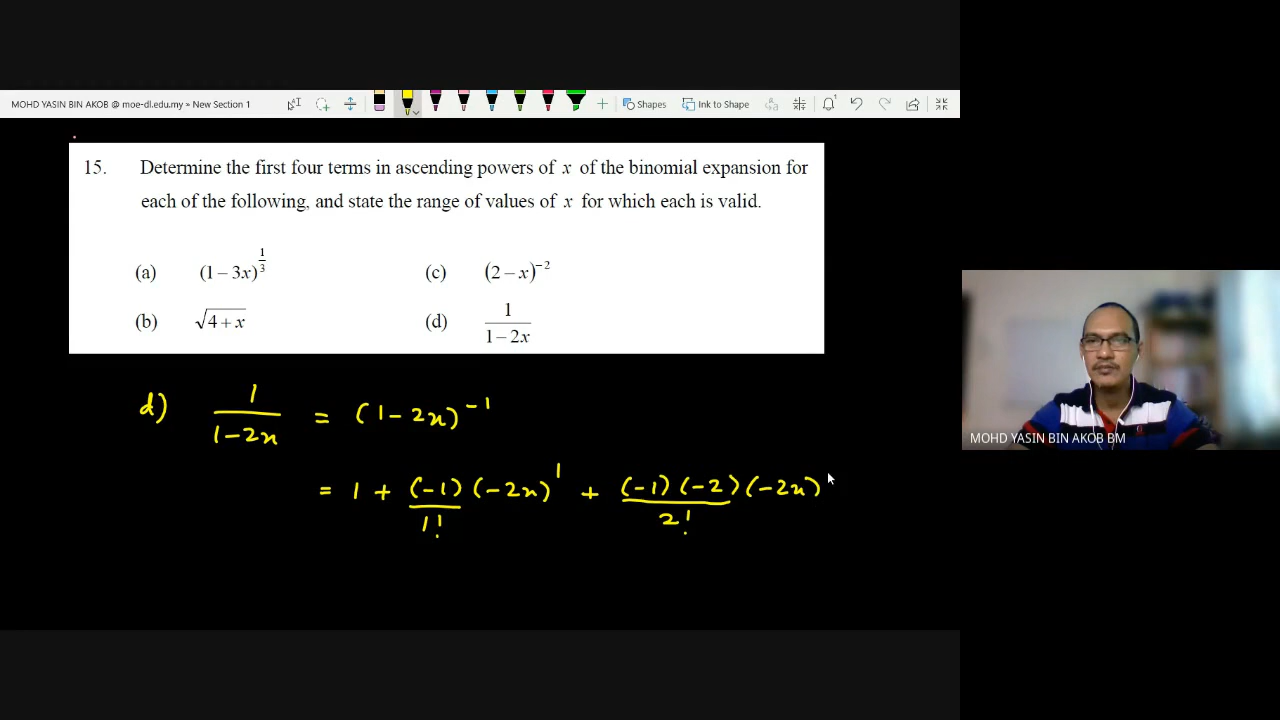 MOHD YASIN BIN AKOB @ moe-dl.edu.my » New Section 1
Shapes
Ink to Shape
15. Determine the first four terms in ascending powers of x of the binomial expansion for
each of the following, and state the range of values of x for which each is valid.
(a) (1 – 3x)^(1/3)
(c) (2 – x)^(–2)
(b) √(4 + x)
(d) 1/(1 – 2x)
d) 1/(1-2x) = (1-2x)^(-1)
= 1 + (-1)/1! (-2x)^1 + (-1)(-2)/2! (-2x)
MOHD YASIN BIN AKOB BM